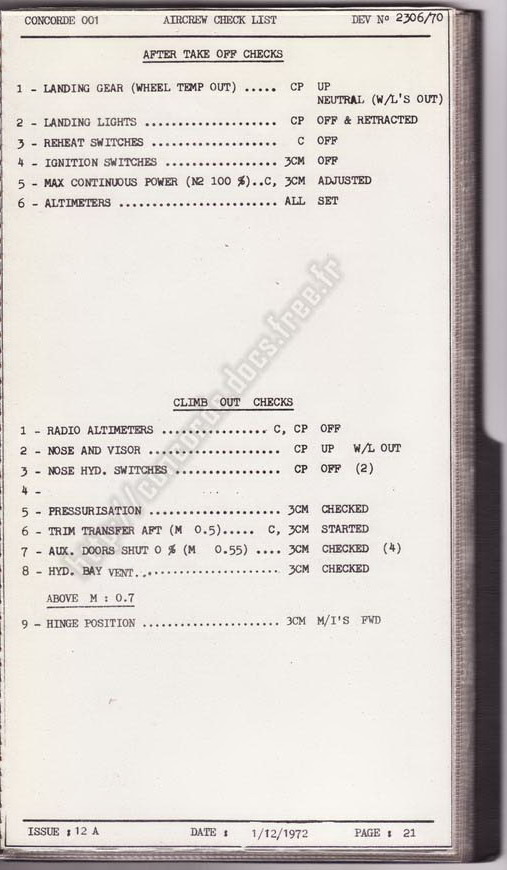 CONCORDE 001 AIRCREW CHECK LIST DEV Nº 2306/70
AFTER TAKE OFF CHECKS
1 - LANDING GEAR (WHEEL TEMP OUT) ..... CP UP
NEUTRAL (W/L'S OUT)
2 - LANDING LIGHTS ................... CP OFF & RETRACTED
3 - REHEAT SWITCHES ................... C OFF
4 - IGNITION SWITCHES ................ 3CM OFF
5 - MAX CONTINUOUS POWER (N2 100 %)..C, 3CM ADJUSTED
6 - ALTIMETERS ....................... ALL SET
CLIMB OUT CHECKS
1 - RADIO ALTIMETERS ................ C, CP OFF
2 - NOSE AND VISOR .................... CP UP W/L OUT
3 - NOSE HYD. SWITCHES ................ CP OFF (2)
4 -
5 - PRESSURISATION .................... 3CM CHECKED
6 - TRIM TRANSFER AFT (M 0.5)..... C, 3CM STARTED
7 - AUX. DOORS SHUT 0 % (M 0.55) .... 3CM CHECKED (4)
8 - HYD. BAY VENT...................... 3CM CHECKED
ABOVE M : 0.7
9 - HINGE POSITION ..................... 3CM M/I'S FWD
http://concorde.docs.free.fr
ISSUE : 12 A DATE : 1/12/1972 PAGE : 21